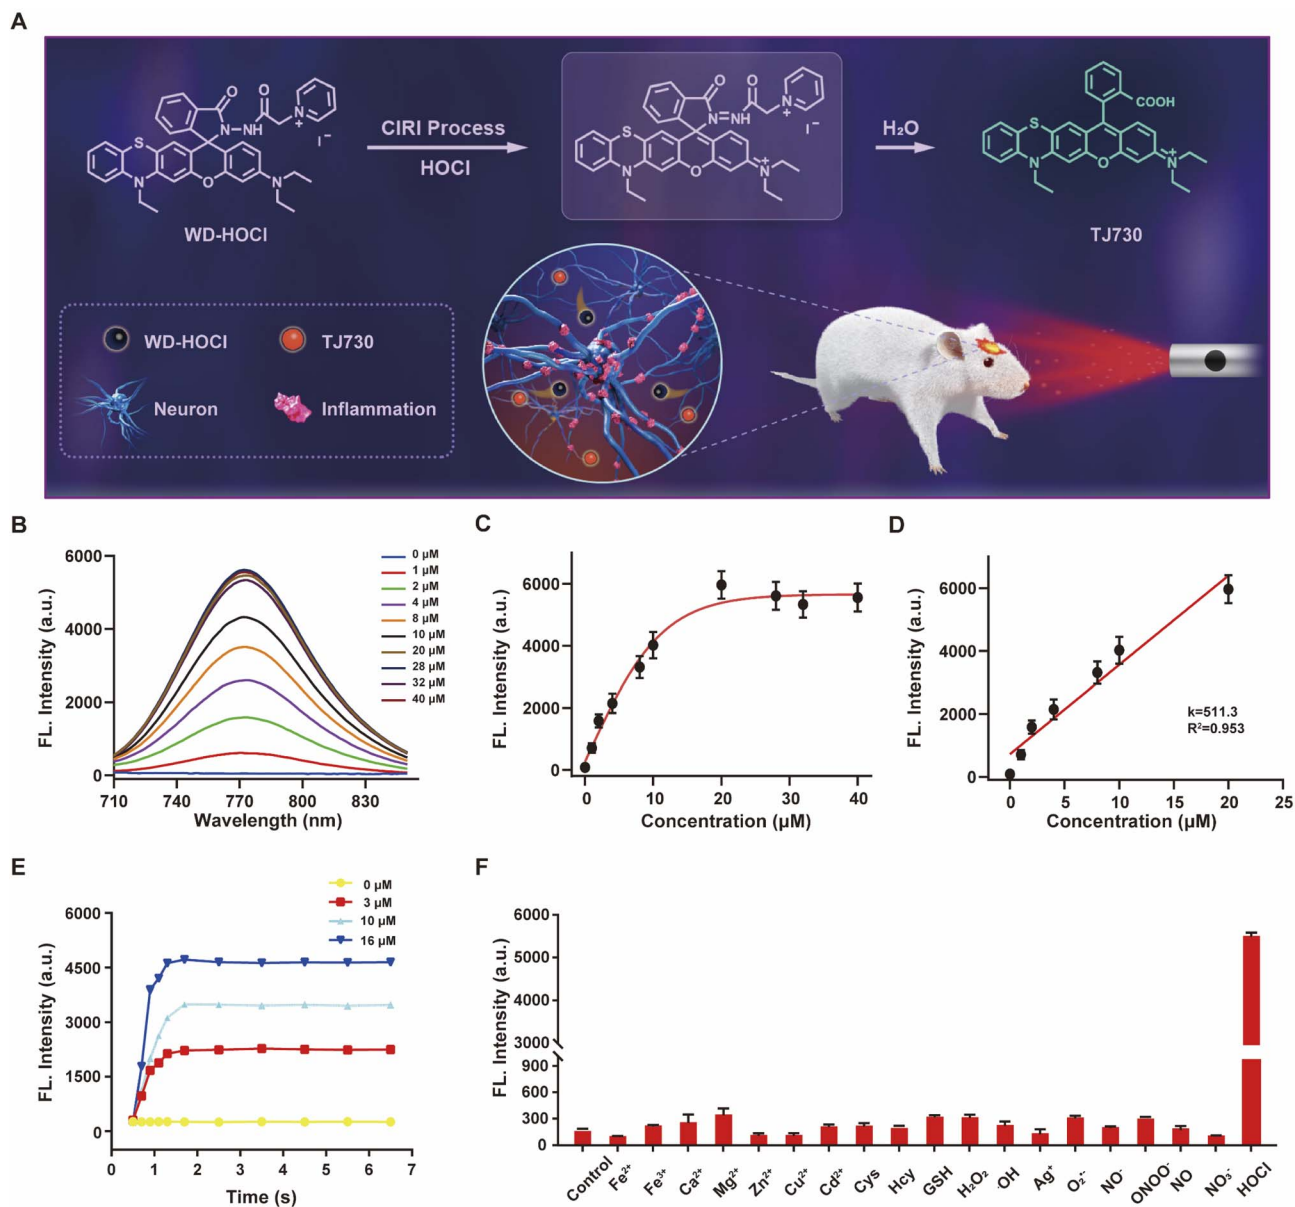 A
WD-HOCl
CIRI Process
HOCl
H₂O
TJ730
O
O
N
NH
N
+
I⁻
S
N
O
N
O
O
N
NH
N
+
I⁻
S
N
O
N
+
COOH
S
N
O
N
+
WD-HOCl
TJ730
Neuron
Inflammation
B
FL. Intensity (a.u.)
6000
4000
2000
0
710
740
770
800
830
Wavelength (nm)
0 μM
1 μM
2 μM
4 μM
8 μM
10 μM
20 μM
28 μM
32 μM
40 μM
C
FL. Intensity (a.u.)
6000
4000
2000
0
0
10
20
30
40
Concentration (μM)
D
FL. Intensity (a.u.)
6000
4000
2000
0
0
5
10
15
20
25
Concentration (μM)
k=511.3
R²=0.953
E
FL. Intensity (a.u.)
6000
4500
3000
1500
0
0
1
2
3
4
5
6
7
Time (s)
0 μM
3 μM
10 μM
16 μM
F
FL. Intensity (a.u.)
6000
5000
4000
3000
900
600
300
0
Control
Fe²⁺
Fe³⁺
Ca²⁺
Mg²⁺
Zn²⁺
Cu²⁺
Cd²⁺
Cys
Hcy
GSH
H₂O₂
·OH
Ag⁺
O₂·⁻
NO⁻
ONOO⁻
NO
NO₃⁻
HOCl